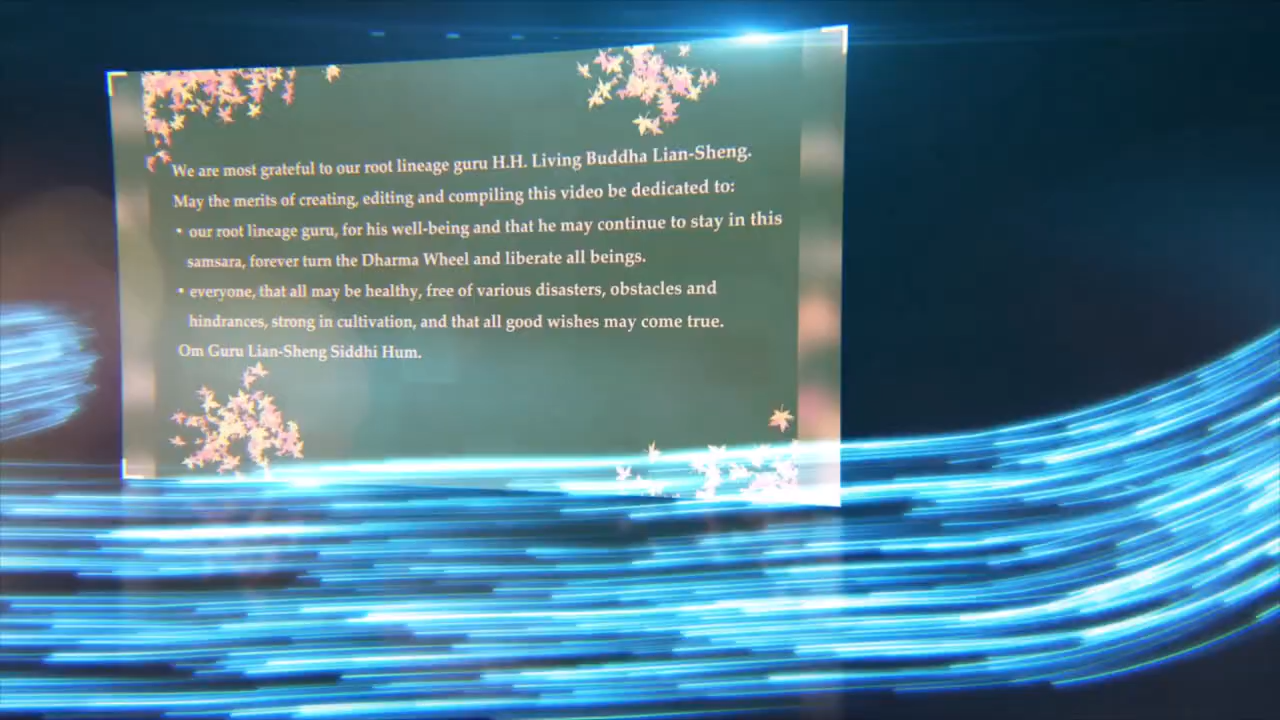 We are most grateful to our root lineage guru H.H. Living Buddha Lian-Sheng.
May the merits of creating, editing and compiling this video be dedicated to:
• our root lineage guru, for his well-being and that he may continue to stay in this
samsara, forever turn the Dharma Wheel and liberate all beings.
• everyone, that all may be healthy, free of various disasters, obstacles and
hindrances, strong in cultivation, and that all good wishes may come true.
Om Guru Lian-Sheng Siddhi Hum.